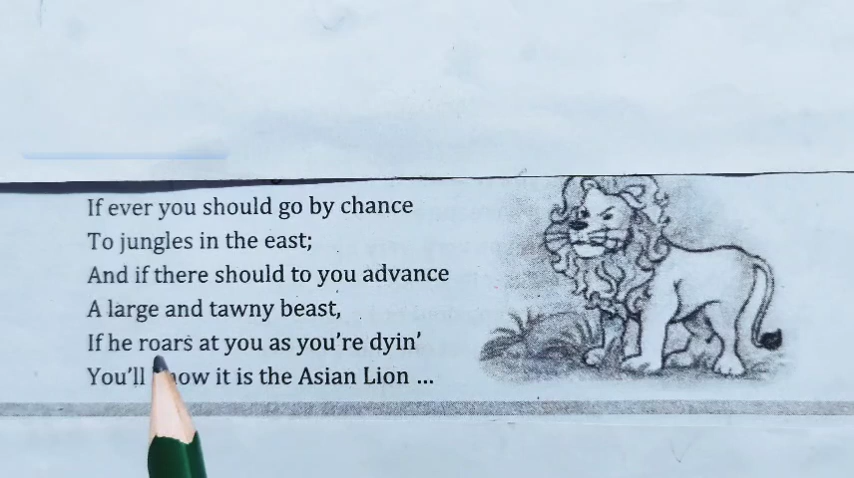 If ever you should go by chance
To jungles in the east;
And if there should to you advance
A large and tawny beast,
If he roars at you as you're dyin'
You'll know it is the Asian Lion ...